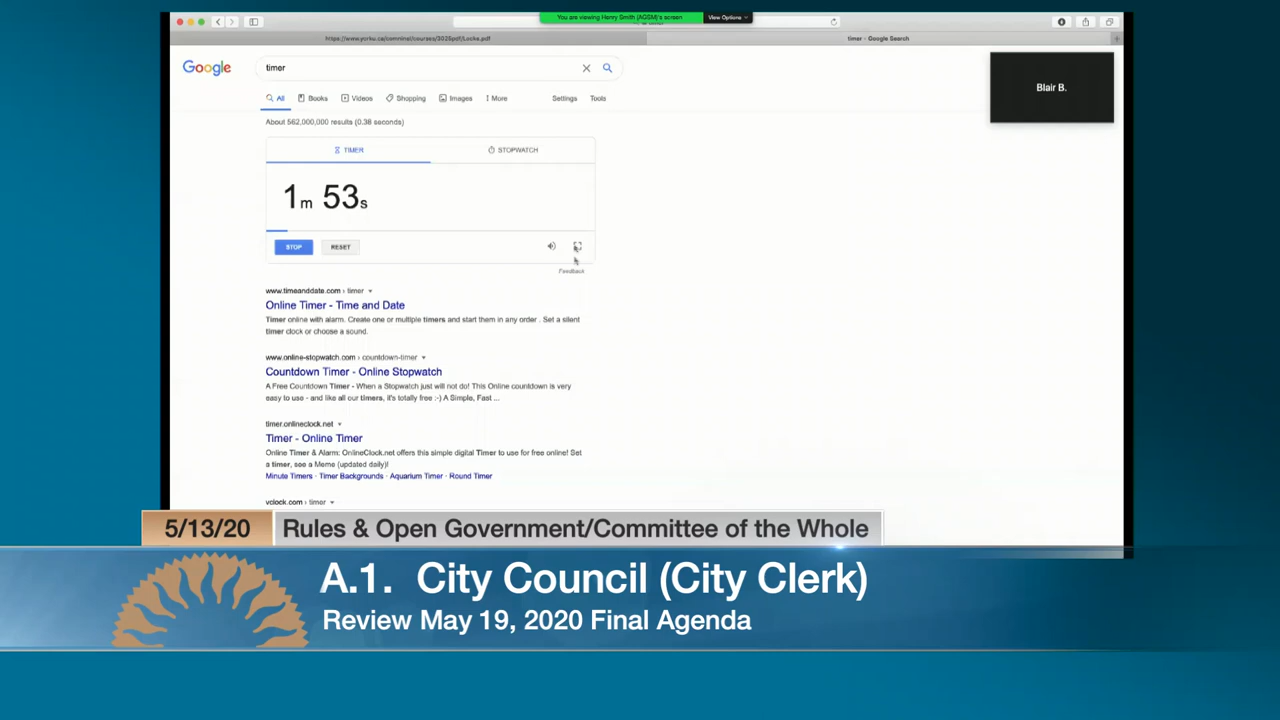 You are viewing Henry Smith (AGSM)'s screen
View Options
https://www.yorku.ca/comninel/courses/3025pdf/Locke.pdf
timer - Google Search
Google
timer
Blair B.
All
Books
Videos
Shopping
Images
More
Settings
Tools
About 562,000,000 results (0.38 seconds)
TIMER
STOPWATCH
1m 53s
STOP
RESET
Feedback
www.timeanddate.com › timer
Online Timer - Time and Date
Timer online with alarm. Create one or multiple timers and start them in any order . Set a silent
timer clock or choose a sound.
www.online-stopwatch.com › countdown-timer
Countdown Timer - Online Stopwatch
A Free Countdown Timer - When a Stopwatch just will not do! This Online countdown is very
easy to use - and like all our timers, it's totally free :-) A Simple, Fast ...
timer.onlineclock.net
Timer - Online Timer
Online Timer & Alarm: OnlineClock.net offers this simple digital Timer to use for free online! Set
a timer, see a Meme (updated daily)!
Minute Timers · Timer Backgrounds · Aquarium Timer · Round Timer
vclock.com › timer
5/13/20
Rules & Open Government/Committee of the Whole
A.1. City Council (City Clerk)
Review May 19, 2020 Final Agenda